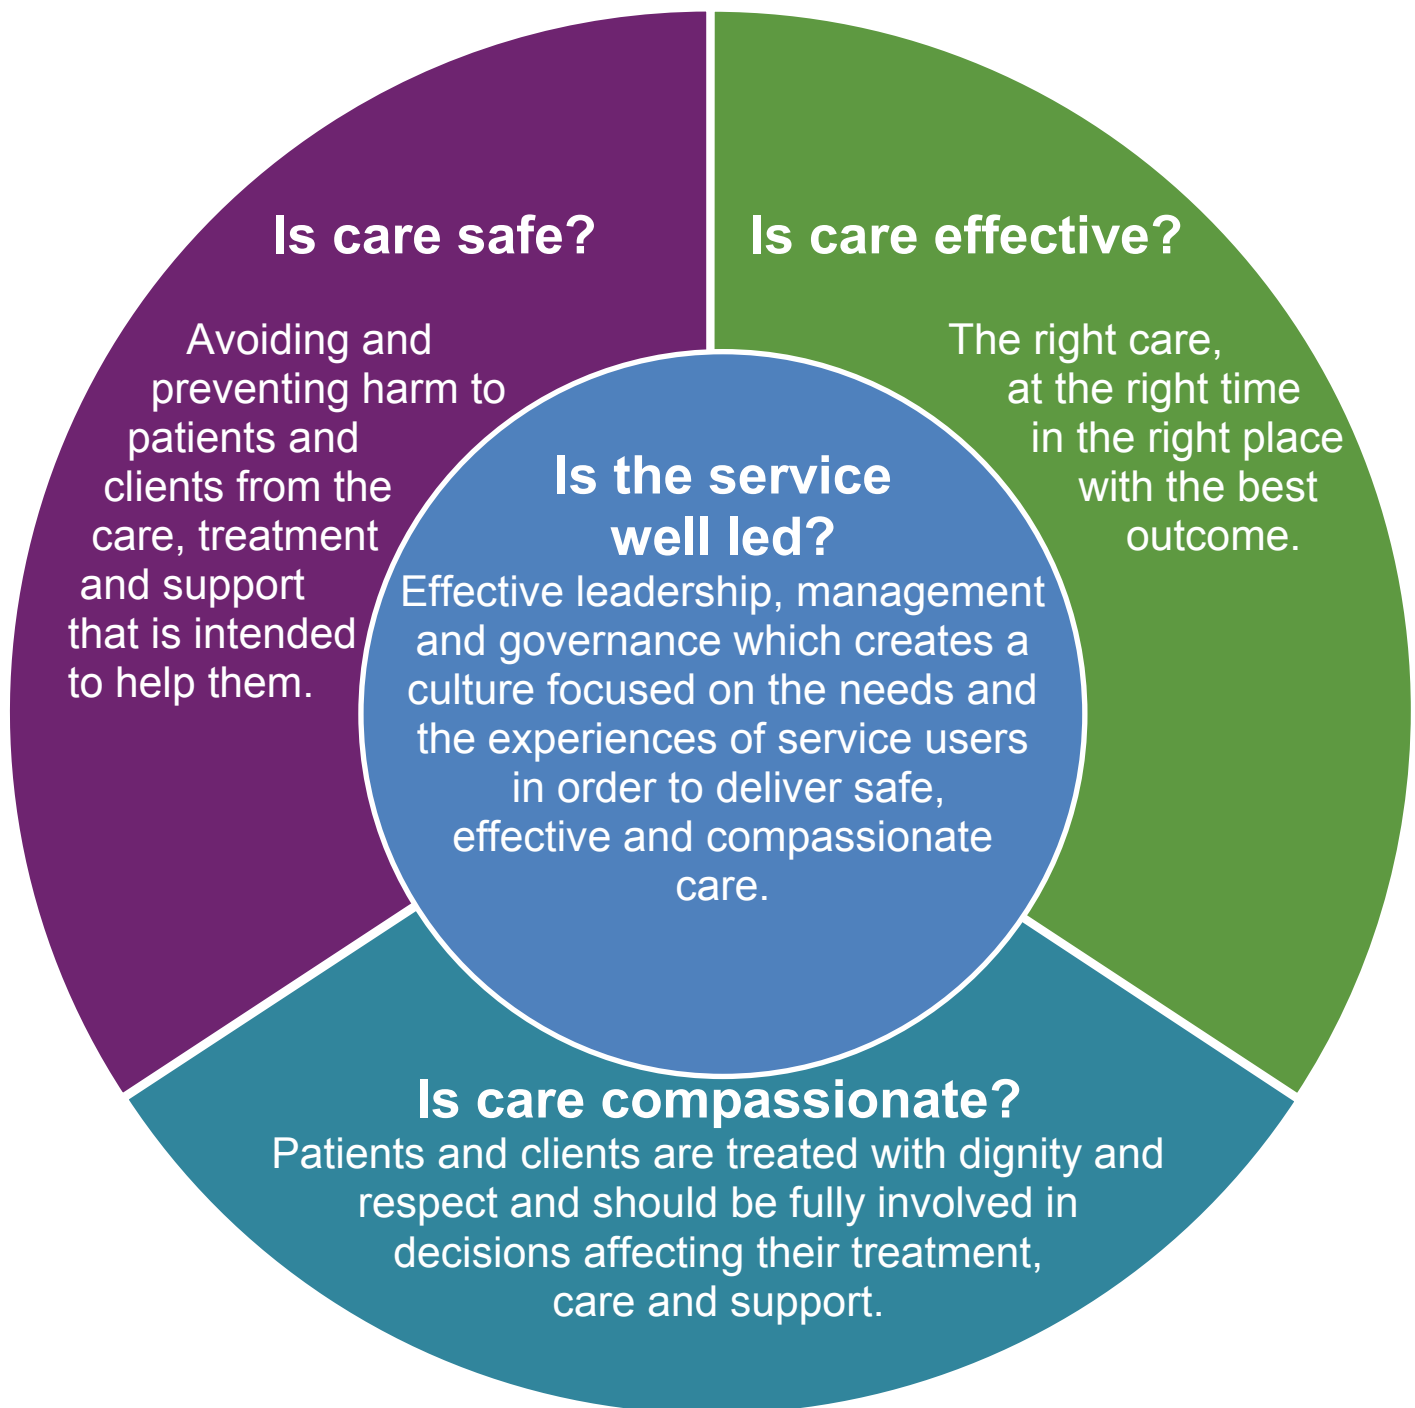 Is care safe?
Avoiding and
preventing harm to
patients and
clients from the
care, treatment
and support
that is intended
to help them.
Is care effective?
The right care,
at the right time
in the right place
with the best
outcome.
Is the service
well led?
Effective leadership, management
and governance which creates a
culture focused on the needs and
the experiences of service users
in order to deliver safe,
effective and compassionate
care.
Is care compassionate?
Patients and clients are treated with dignity and
respect and should be fully involved in
decisions affecting their treatment,
care and support.